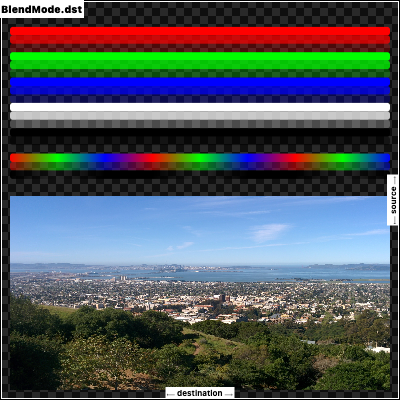 BlendMode.dst
← source →
← destination →